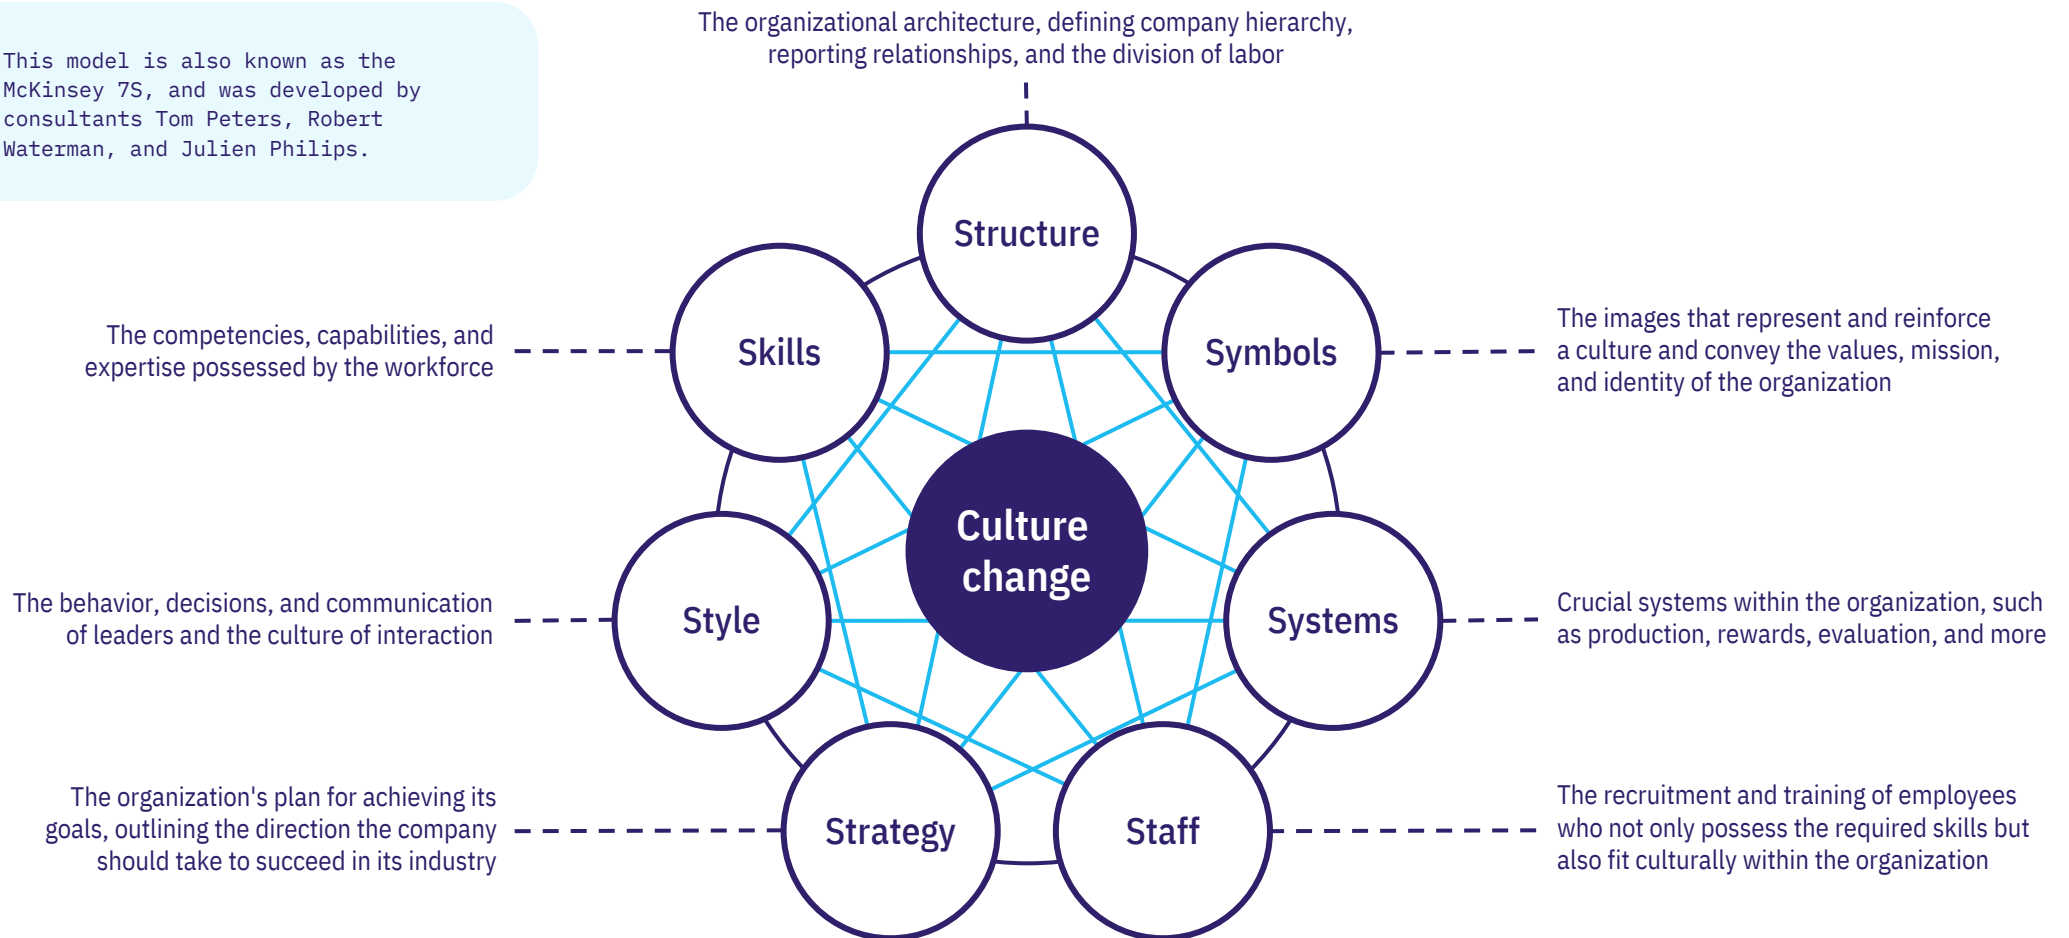 This model is also known as the
McKinsey 7S, and was developed by
consultants Tom Peters, Robert
Waterman, and Julien Philips.
The organizational architecture, defining company hierarchy,
reporting relationships, and the division of labor
Structure
Skills
Symbols
The competencies, capabilities, and
expertise possessed by the workforce
The images that represent and reinforce
a culture and convey the values, mission,
and identity of the organization
Culture
change
Style
Systems
The behavior, decisions, and communication
of leaders and the culture of interaction
Crucial systems within the organization, such
as production, rewards, evaluation, and more
Strategy
Staff
The organization's plan for achieving its
goals, outlining the direction the company
should take to succeed in its industry
The recruitment and training of employees
who not only possess the required skills but
also fit culturally within the organization